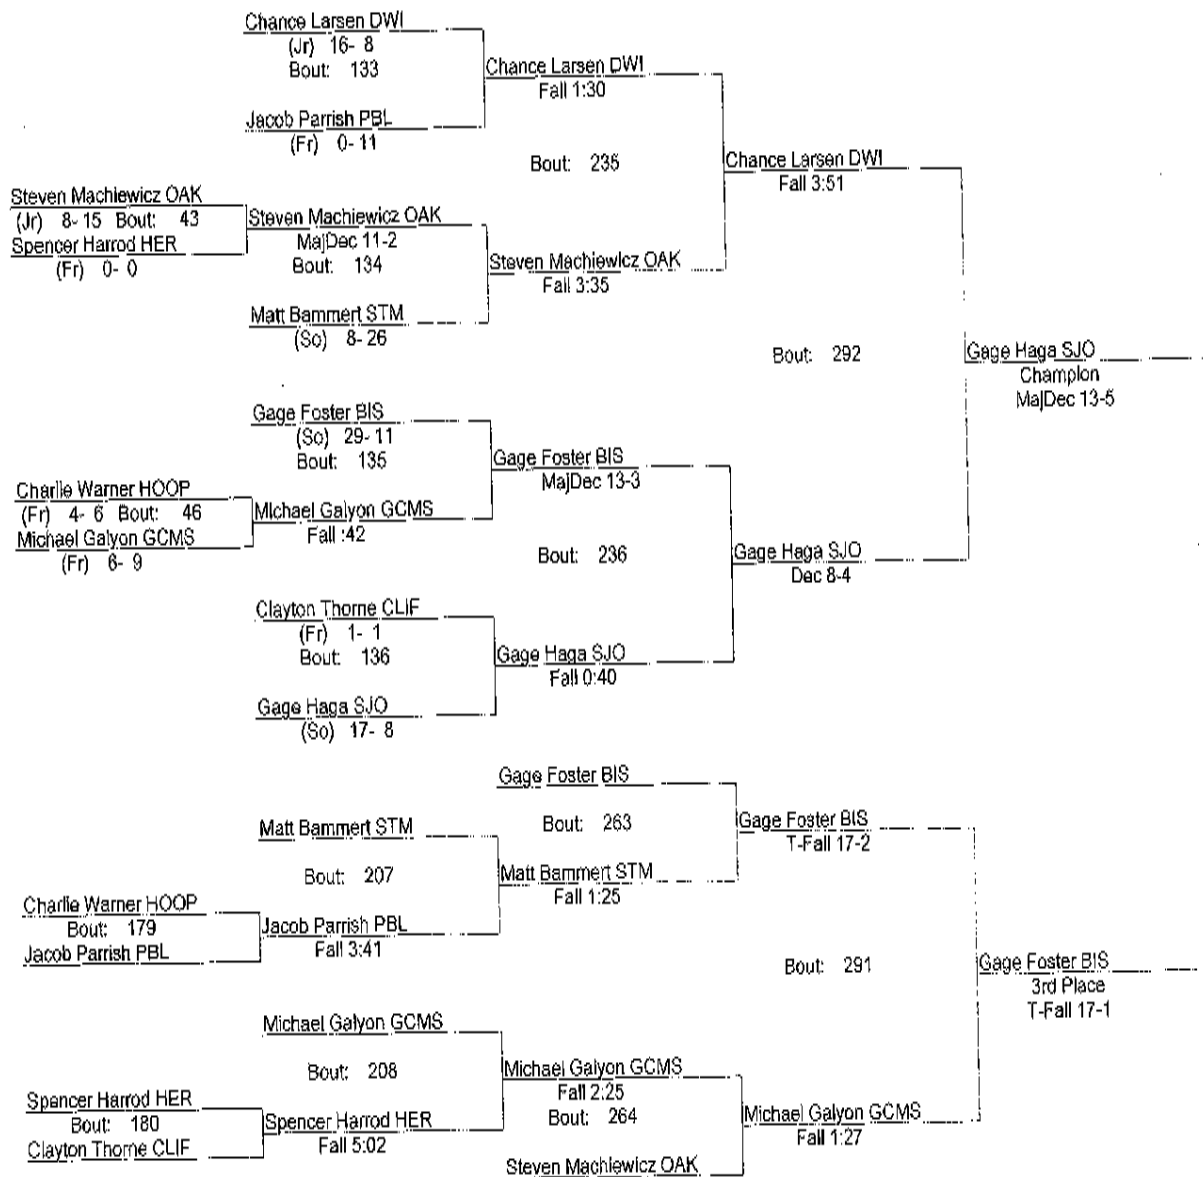 Chance Larsen DWI
(Jr) 16- 8
Bout: 133
Chance Larsen DWI
Fall 1:30
Jacob Parrish PBL
(Fr) 0- 11
Bout: 235
Chance Larsen DWI
Fall 3:51
Steven Machiewicz OAK
(Jr) 8- 15 Bout: 43
Spencer Harrod HER
(Fr) 0- 0
Steven Machiewicz OAK
MajDec 11-2
Bout: 134
Steven Machiewicz OAK
Fall 3:35
Matt Bammert STM
(So) 8- 26
Bout: 292
Gage Haga SJO
Champion
MajDec 13-5
Gage Foster BIS
(So) 29- 11
Bout: 135
Gage Foster BIS
MajDec 13-3
Charlie Warner HOOP
(Fr) 4- 6 Bout: 46
Michael Galyon GCMS
(Fr) 6- 9
Michael Galyon GCMS
Fall :42
Bout: 236
Gage Haga SJO
Dec 8-4
Clayton Thorne CLIF
(Fr) 1- 1
Bout: 136
Gage Haga SJO
Fall 0:40
Gage Haga SJO
(So) 17- 8
Gage Foster BIS
Bout: 263
Gage Foster BIS
T-Fall 17-2
Matt Bammert STM
Bout: 207
Matt Bammert STM
Fall 1:25
Charlie Warner HOOP
Bout: 179
Jacob Parrish PBL
Jacob Parrish PBL
Fall 3:41
Bout: 291
Gage Foster BIS
3rd Place
T-Fall 17-1
Michael Galyon GCMS
Bout: 208
Michael Galyon GCMS
Fall 2:25
Bout: 264
Spencer Harrod HER
Bout: 180
Clayton Thorne CLIF
Spencer Harrod HER
Fall 5:02
Michael Galyon GCMS
Fall 1:27
Steven Machiewicz OAK